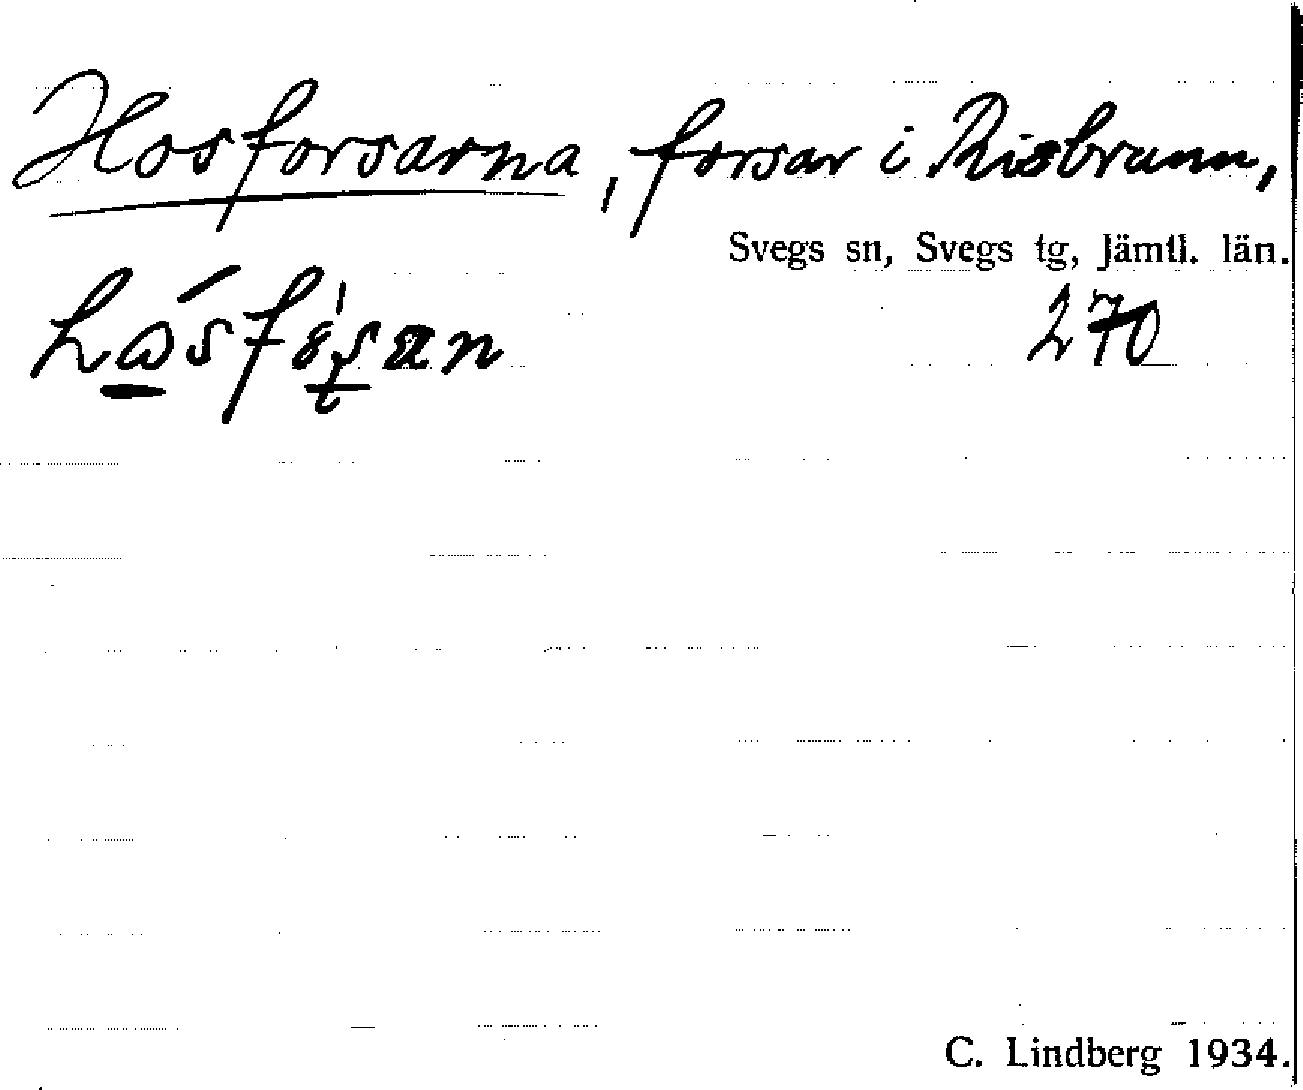 Hosforsarna, forsar i Risbrunn,
Svegs sn, Svegs tg, Jämtl. län.
270
C. Lindberg 1934.